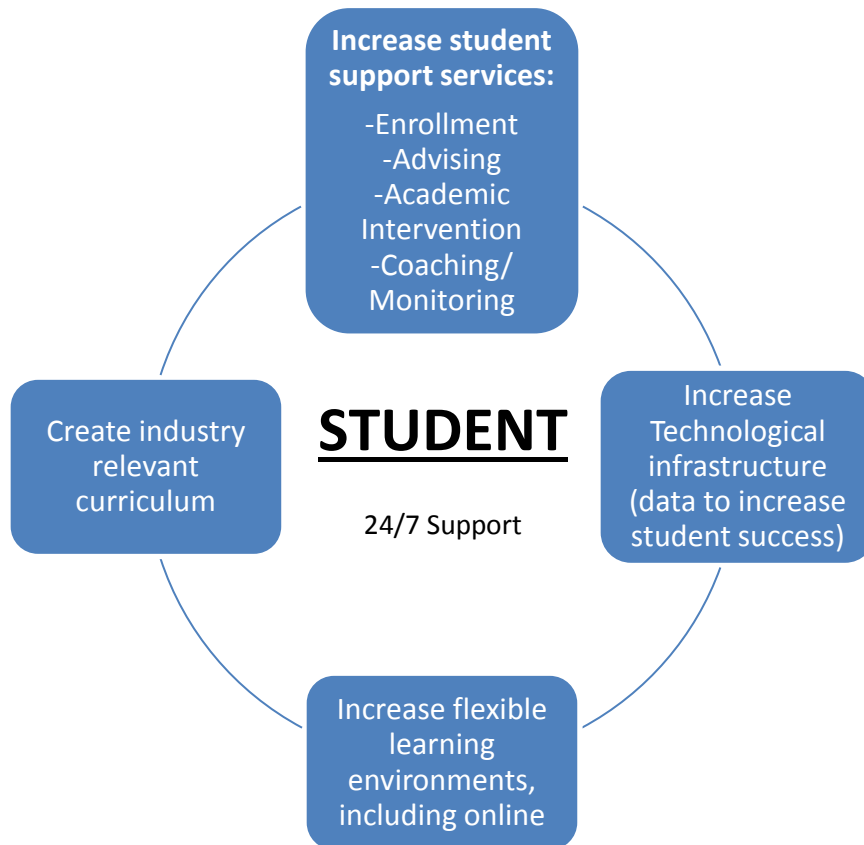 Increase student
support services:
-Enrollment
-Advising
-Academic
Intervention
-Coaching/
Monitoring
Create industry
relevant
curriculum
STUDENT
24/7 Support
Increase
Technological
infrastructure
(data to increase
student success)
Increase flexible
learning
environments,
including online